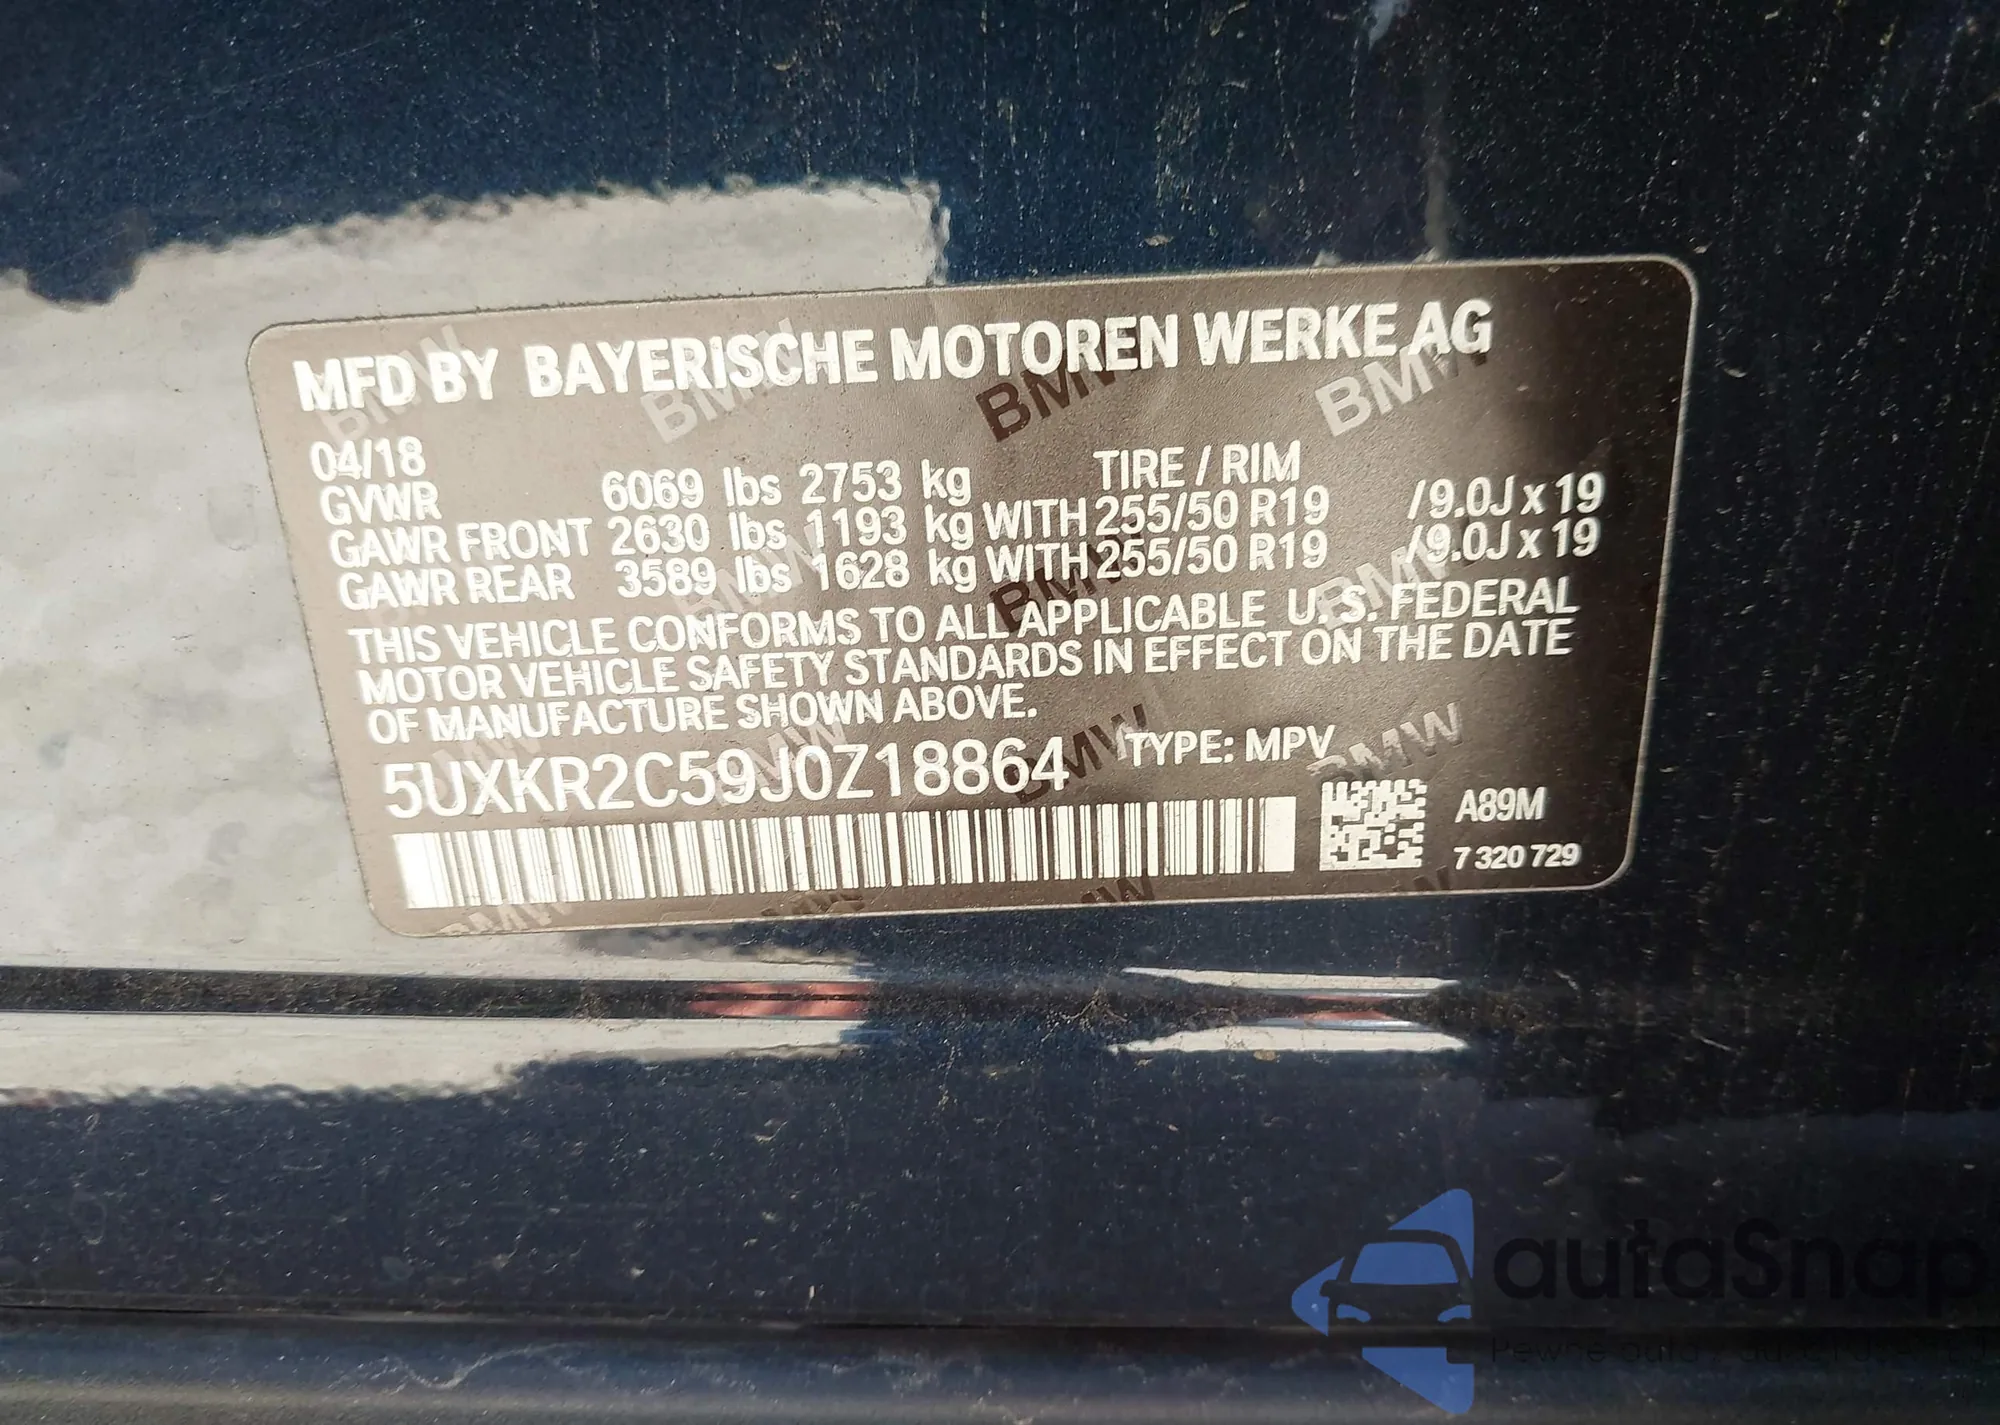 MFD BY BAYERISCHE MOTOREN WERKE AG
04/18 TIRE / RIM
GVWR 6069 lbs 2753 kg
GAWR FRONT 2630 lbs 1193 kg WITH 255/50 R19 /9.0J x 19
GAWR REAR 3589 lbs 1628 kg WITH 255/50 R19 /9.0J x 19
THIS VEHICLE CONFORMS TO ALL APPLICABLE U.S. FEDERAL
MOTOR VEHICLE SAFETY STANDARDS IN EFFECT ON THE DATE
OF MANUFACTURE SHOWN ABOVE.
5UXKR2C59J0Z18864 TYPE: MPV
A89M
7 320 729
autaSnap